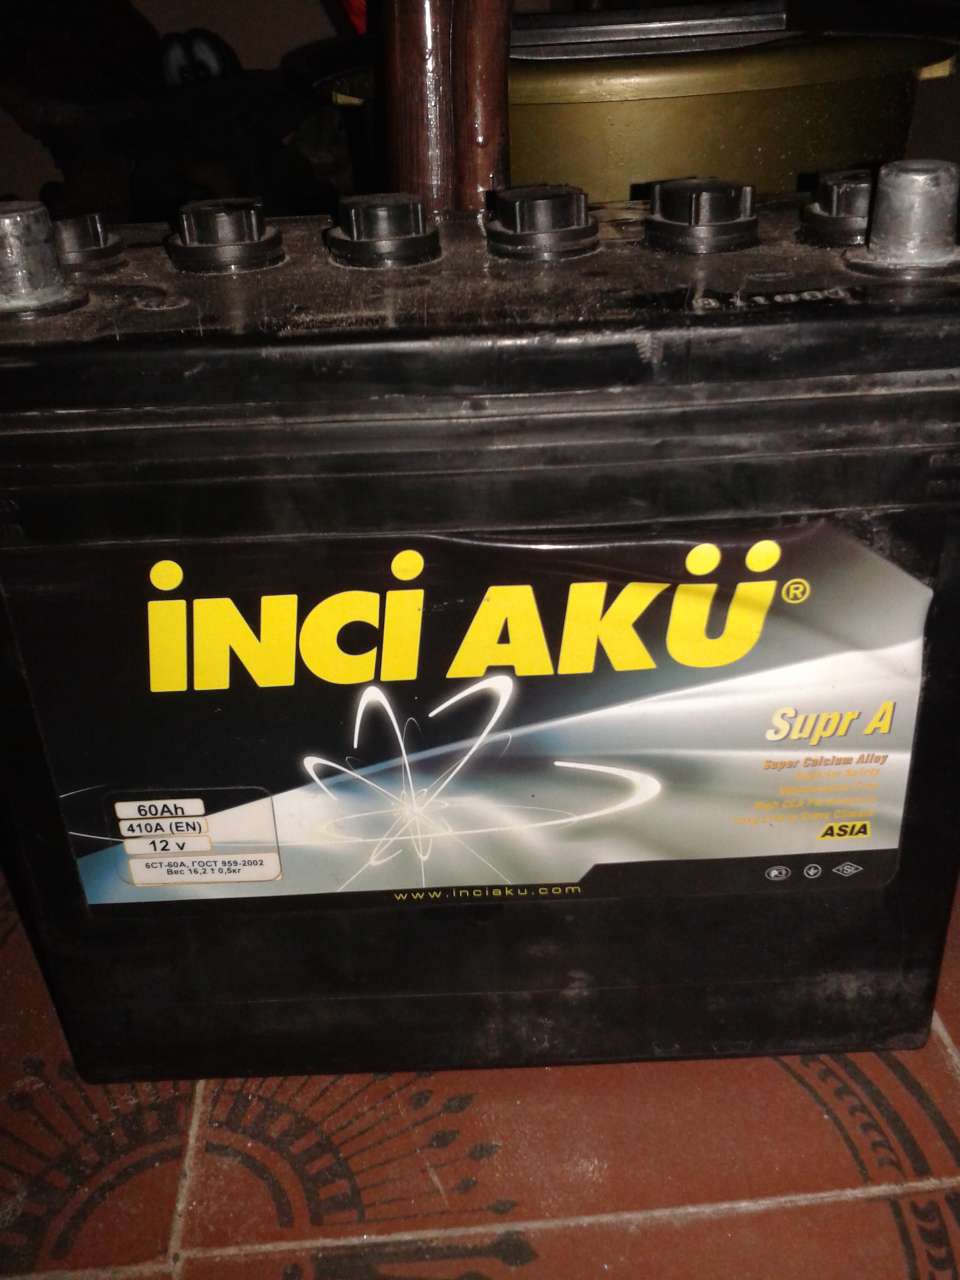 İNCİ AKÜ®
Supr A
Super Calcium Alloy
ASIA
60Ah
410A (EN)
12 v
6СТ-60А, ГОСТ 959-2002
Вес 16,2 ± 0,5кг
www.inciaku.com